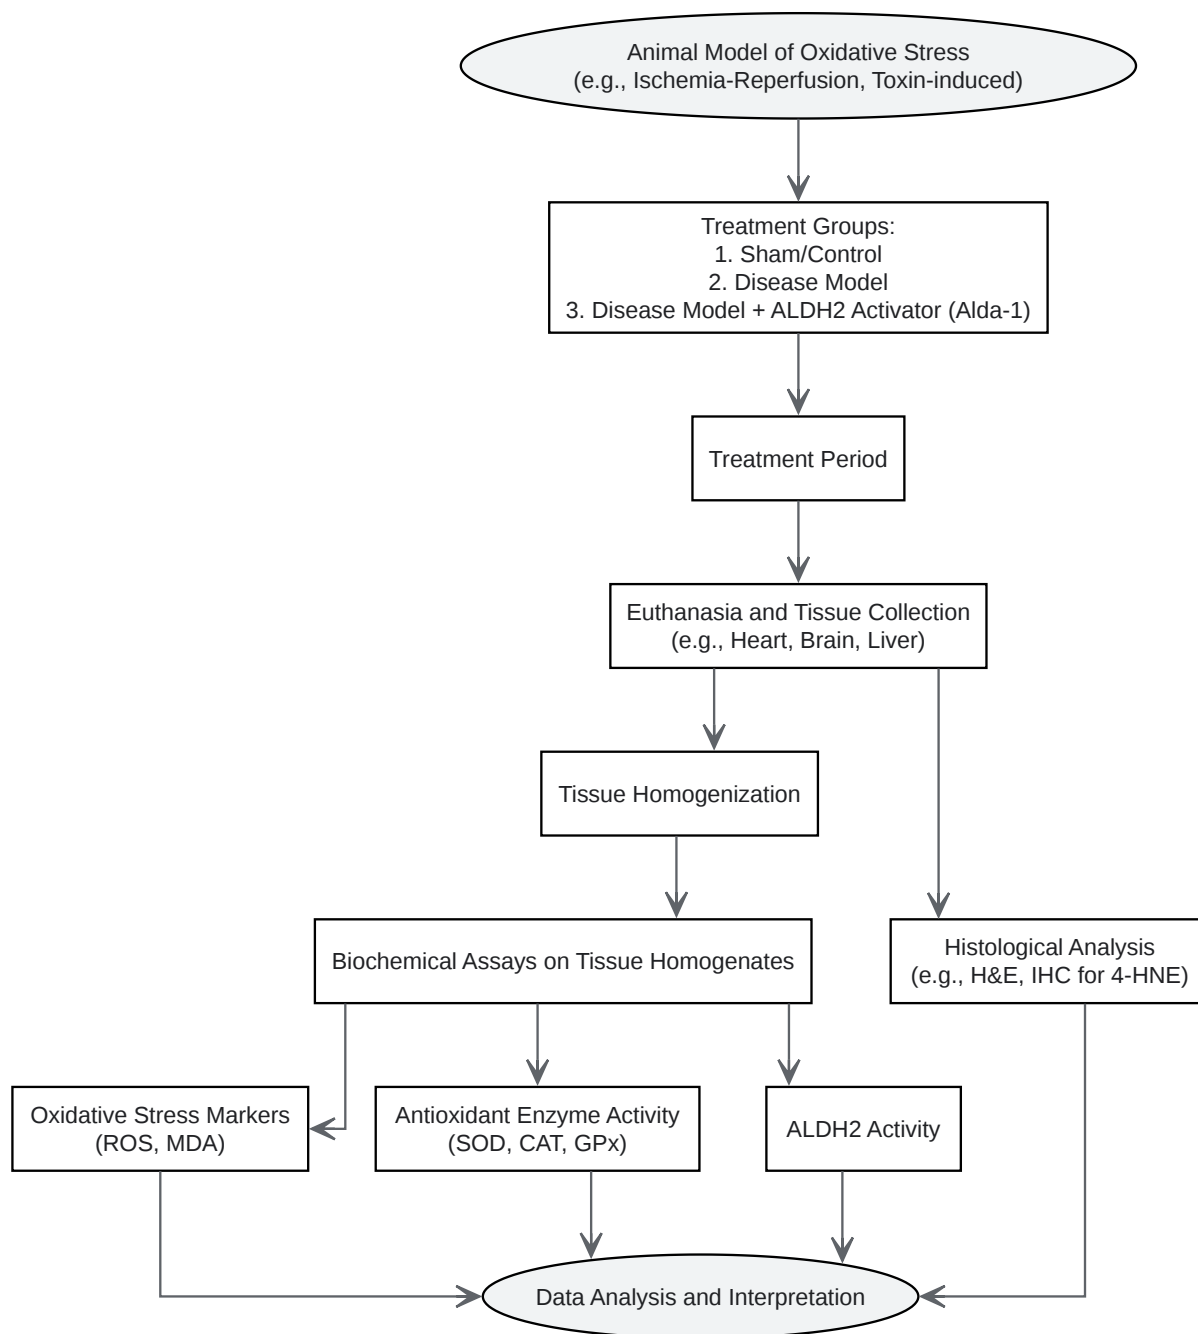 Animal Model of Oxidative Stress
(e.g., Ischemia-Reperfusion, Toxin-induced)
Treatment Groups:
1. Sham/Control
2. Disease Model
3. Disease Model + ALDH2 Activator (Alda-1)
Treatment Period
Euthanasia and Tissue Collection
(e.g., Heart, Brain, Liver)
Tissue Homogenization
Biochemical Assays on Tissue Homogenates
Histological Analysis
(e.g., H&E, IHC for 4-HNE)
Oxidative Stress Markers
(ROS, MDA)
Antioxidant Enzyme Activity
(SOD, CAT, GPx)
ALDH2 Activity
Data Analysis and Interpretation